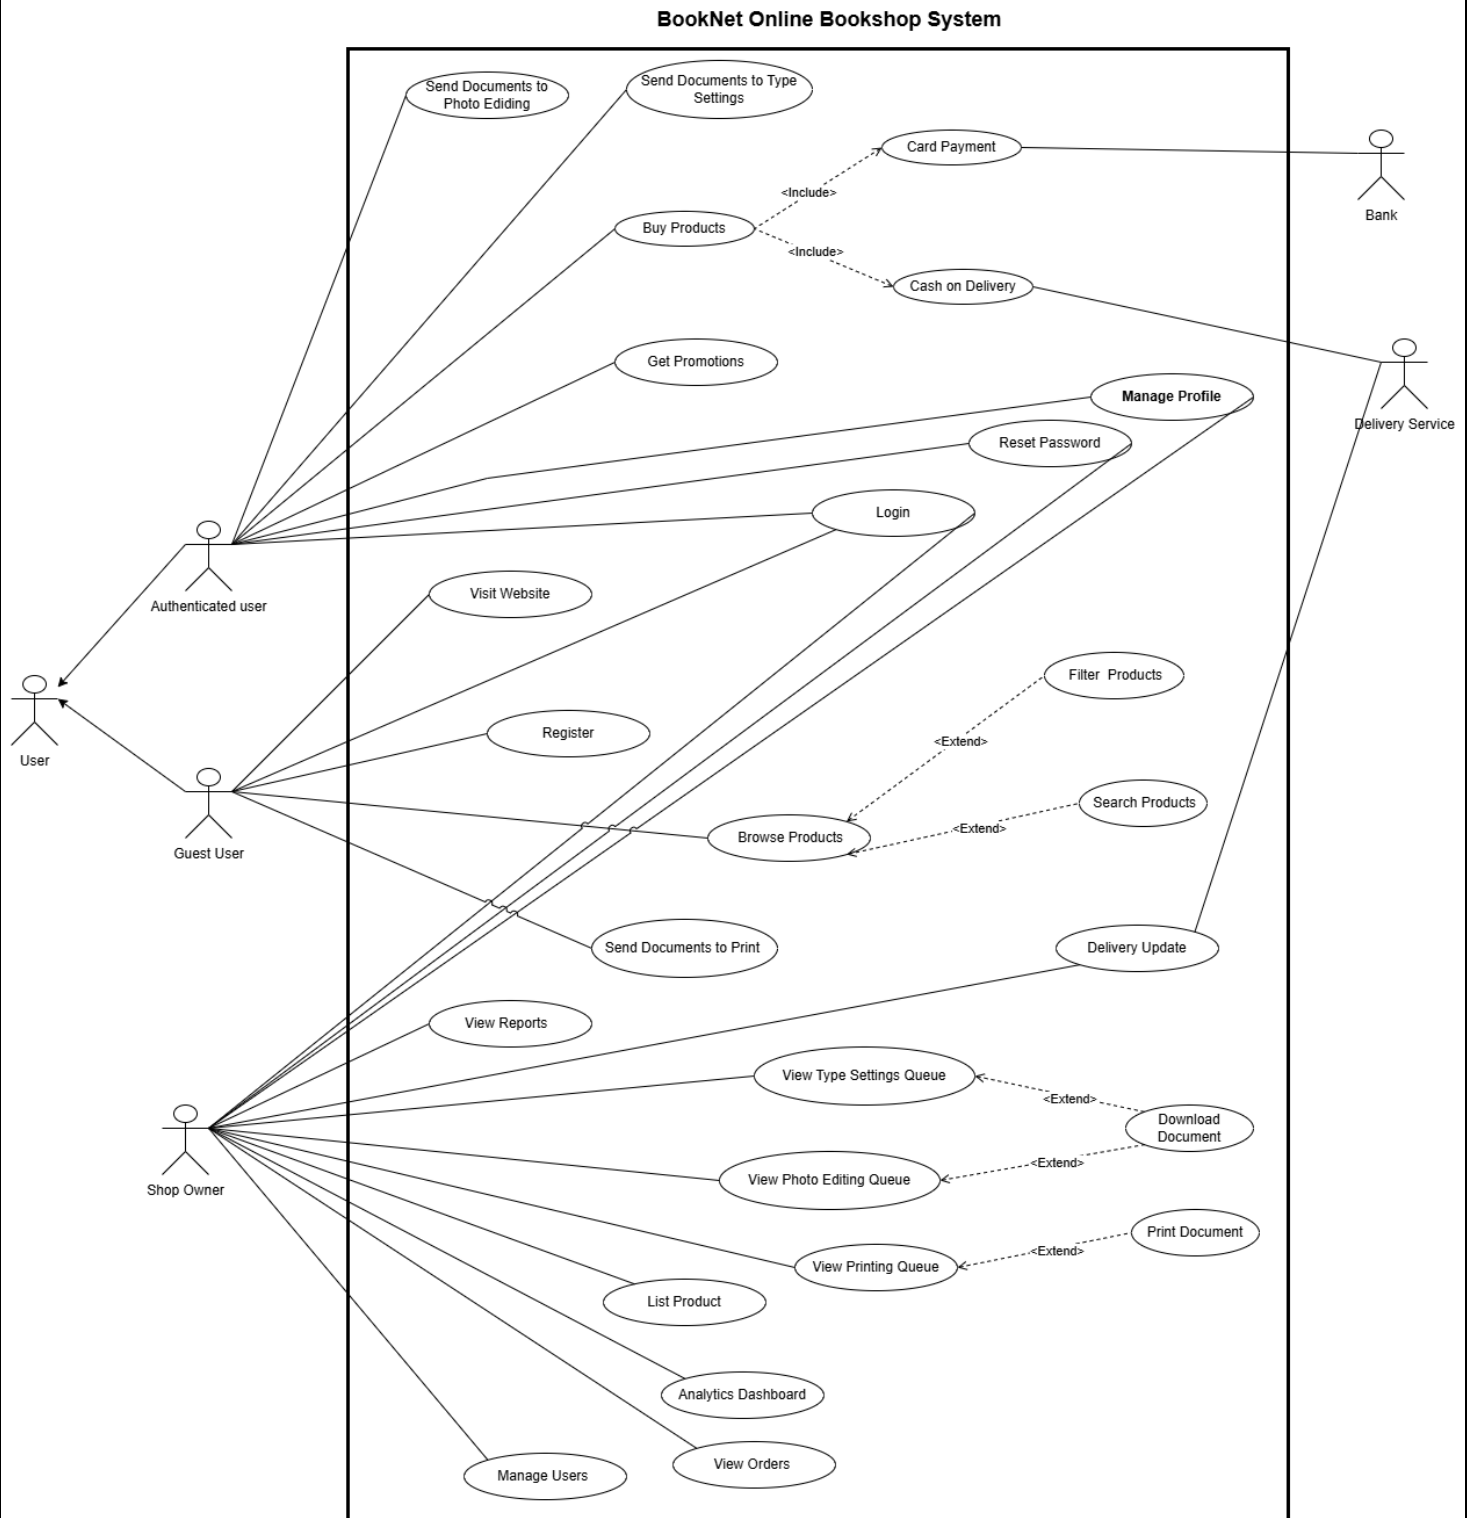 BookNet Online Bookshop System
Send Documents to
Photo Ediding
Send Documents to Type
Settings
Card Payment
<Include>
Bank
Buy Products
<Include>
Cash on Delivery
Get Promotions
Manage Profile
Delivery Service
Reset Password
Login
Authenticated user
Visit Website
Filter  Products
Register
<Extend>
User
Search Products
<Extend>
Browse Products
Guest User
Send Documents to Print
Delivery Update
View Reports
View Type Settings Queue
<Extend>
Download
Document
<Extend>
View Photo Editing Queue
Shop Owner
Print Document
<Extend>
View Printing Queue
List Product
Analytics Dashboard
View Orders
Manage Users